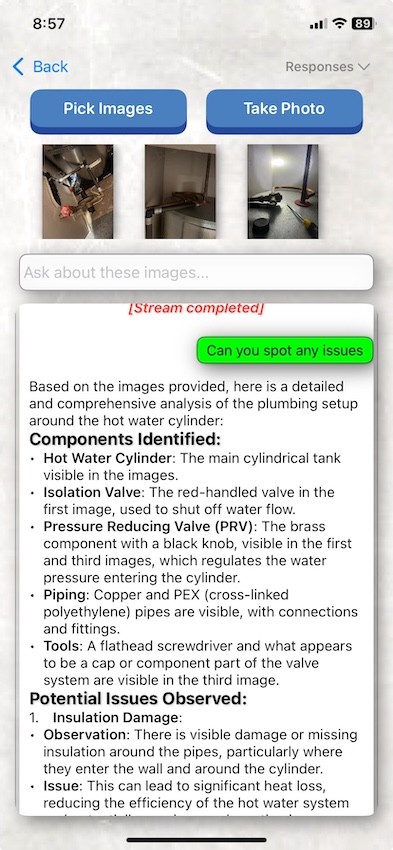 8:57
89
Back
Responses
Pick Images
Take Photo
Ask about these images...
[Stream completed]
Can you spot any issues
Based on the images provided, here is a detailed
and comprehensive analysis of the plumbing setup
around the hot water cylinder:
Components Identified:
• Hot Water Cylinder: The main cylindrical tank
visible in the images.
• Isolation Valve: The red-handled valve in the
first image, used to shut off water flow.
• Pressure Reducing Valve (PRV): The brass
component with a black knob, visible in the first
and third images, which regulates the water
pressure entering the cylinder.
• Piping: Copper and PEX (cross-linked
polyethylene) pipes are visible, with connections
and fittings.
• Tools: A flathead screwdriver and what appears
to be a cap or component part of the valve
system are visible in the third image.
Potential Issues Observed:
1. Insulation Damage:
• Observation: There is visible damage or missing
insulation around the pipes, particularly where
they enter the wall and around the cylinder.
• Issue: This can lead to significant heat loss,
reducing the efficiency of the hot water system